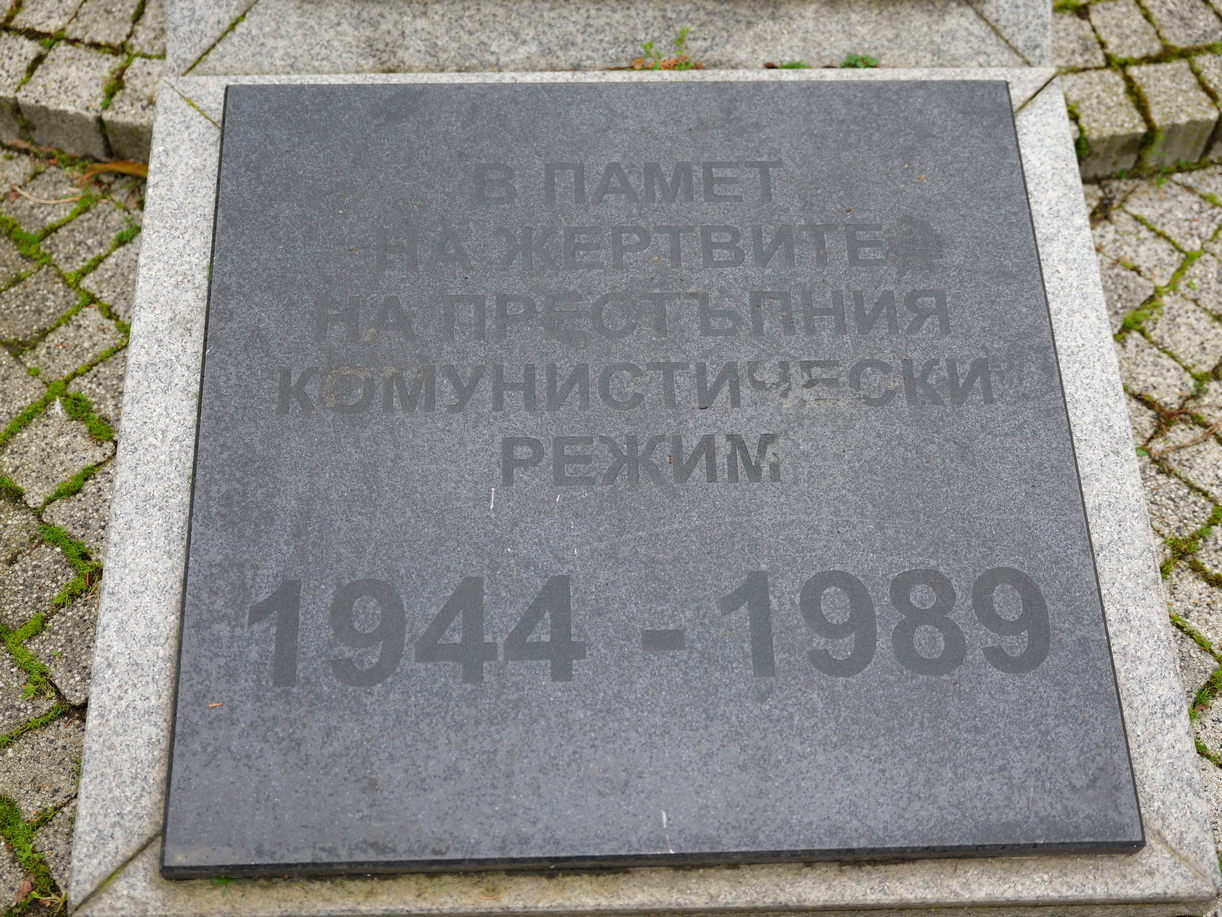 В ПАМЕТ
НА ЖЕРТВИТЕ
НА ПРЕСТЪПНИЯ
КОМУНИСТИЧЕСКИ
РЕЖИМ
1944 - 1989